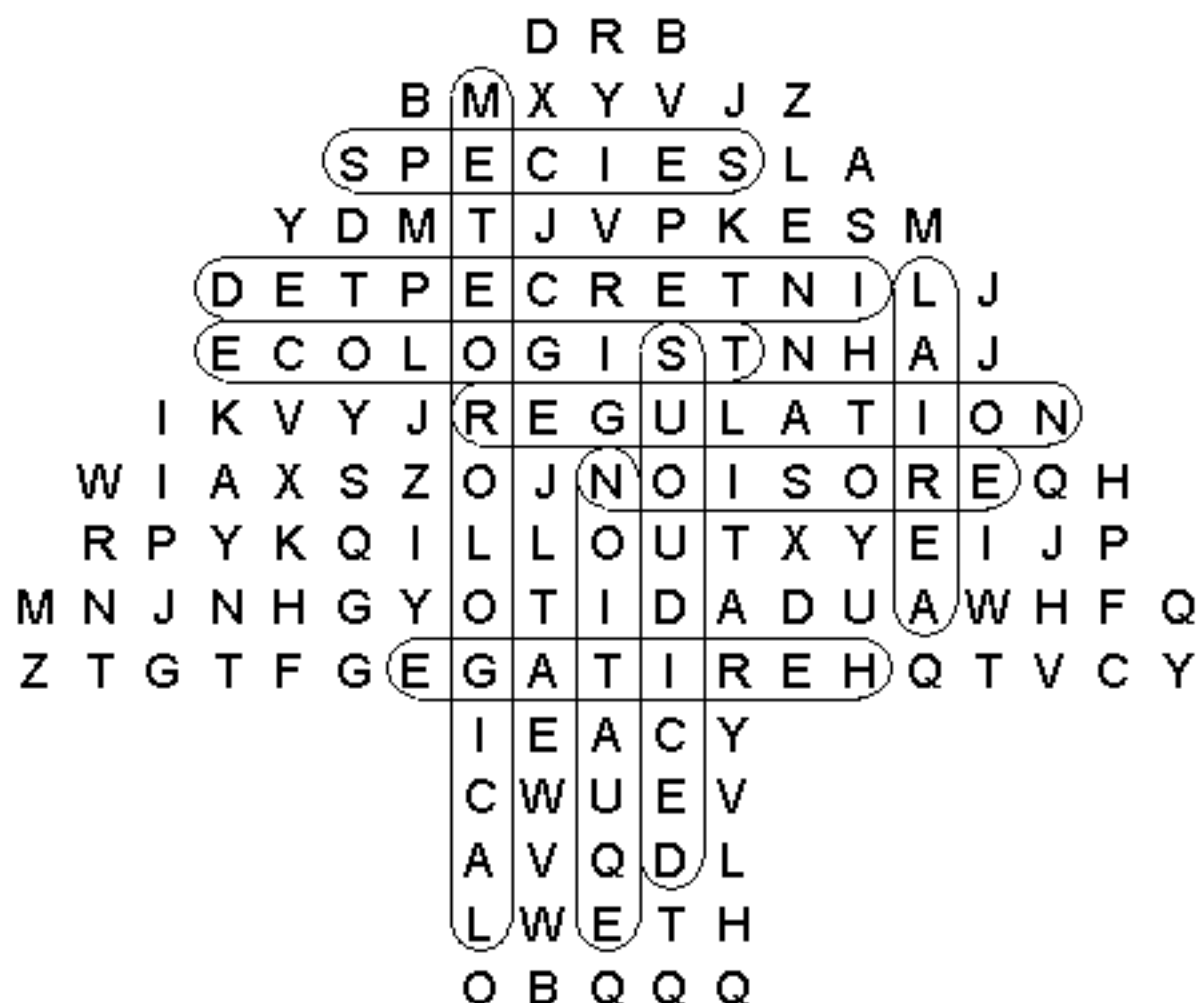 D R B
B M X Y V J Z
S P E C I E S L A
Y D M T J V P K E S M
D E T P E C R E T N I L J
E C O L O G I S T N H A J
I K V Y J R E G U L A T I O N
W I A X S Z O J N O I S O R E Q H
R P Y K Q I L L O U T X Y E I J P
M N J N H G Y O T I D A D U A W H F Q
Z T G T F G E G A T I R E H Q T V C Y
I E A C Y
C W U E V
A V Q D L
L W E T H
O B Q Q Q